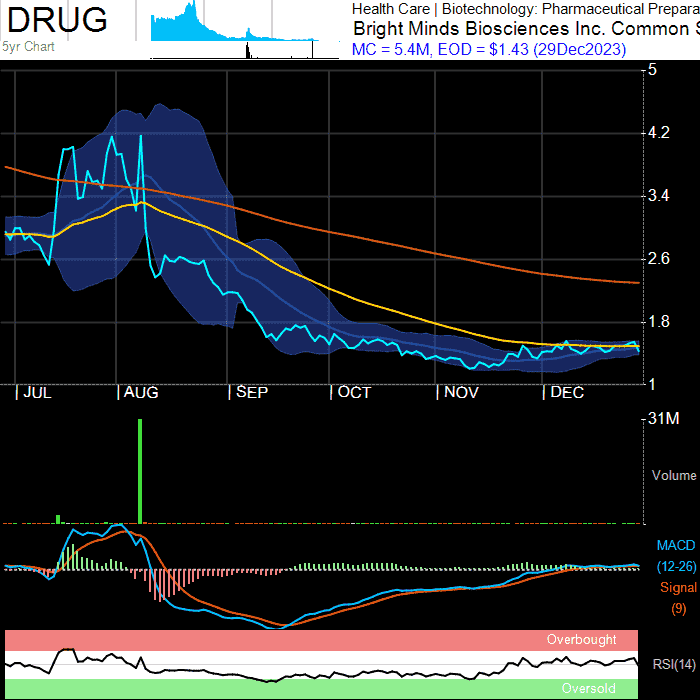 DRUG
5yr Chart
Health Care | Biotechnology: Pharmaceutical Prepara
Bright Minds Biosciences Inc. Common S
MC = 5.4M, EOD = $1.43 (29Dec2023)
5
4.2
3.4
2.6
1.8
1
JUL
AUG
SEP
OCT
NOV
DEC
31M
Volume
MACD
(12-26)
Signal
(9)
Overbought
RSI(14)
Oversold